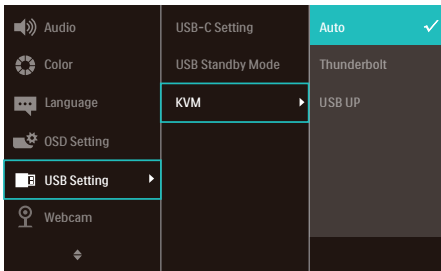 Audio
Color
Language
OSD Setting
USB Setting
Webcam
USB-C Setting
USB Standby Mode
KVM
Auto
Thunderbolt
USB UP